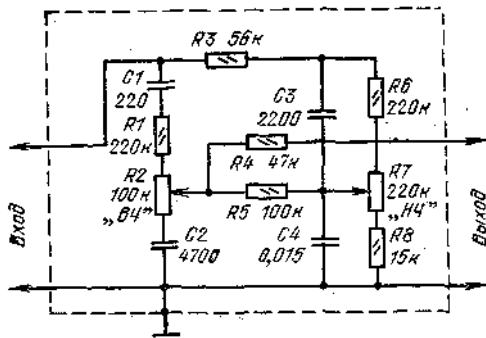 R3 56к
C1
220
R1
220к
R2
100к
„ВЧ"
C2
4700
C3
2200
R4 47к
R5 100к
C4
0,015
R6
220к
R7
220к
„НЧ"
R8
15к
Вход
Выход